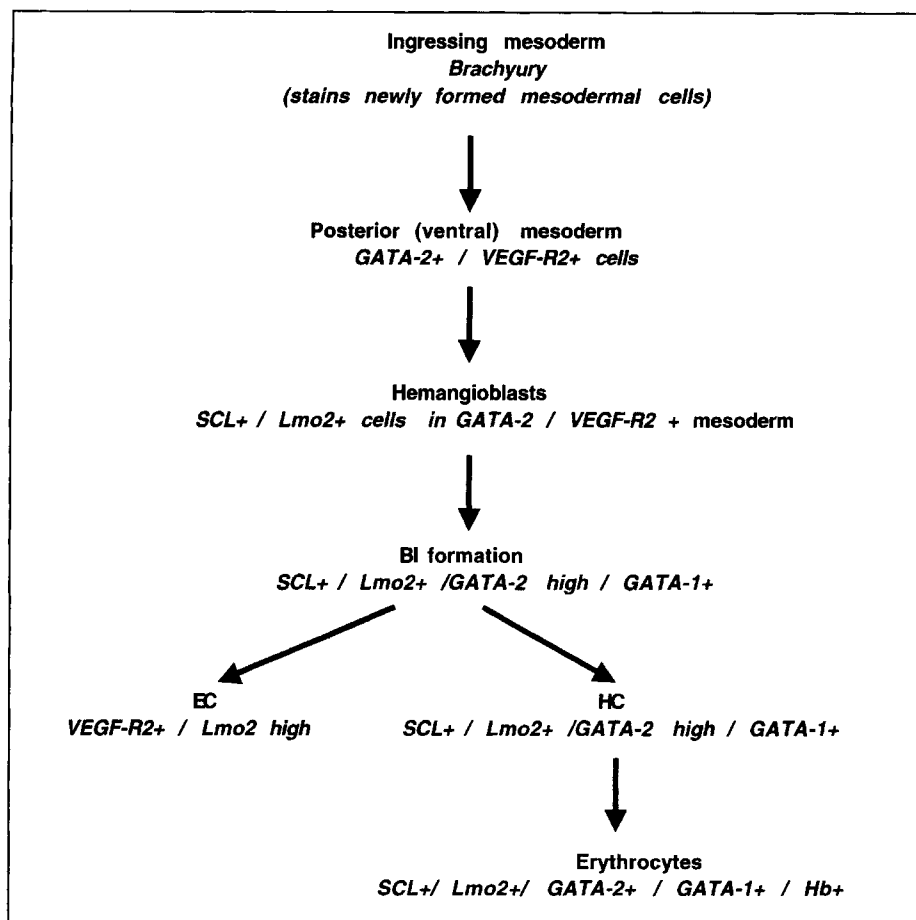 Ingressing mesoderm
Brachyury
(stains newly formed mesodermal cells)
Posterior (ventral) mesoderm
GATA-2+ / VEGF-R2+ cells
Hemangioblasts
SCL+ / Lmo2+ cells in GATA-2 / VEGF-R2 + mesoderm
BI formation
SCL+ / Lmo2+ /GATA-2 high / GATA-1+
EC
VEGF-R2+ / Lmo2 high
HC
SCL+ / Lmo2+ /GATA-2 high / GATA-1+
Erythrocytes
SCL+/ Lmo2+/ GATA-2+ / GATA-1+ / Hb+